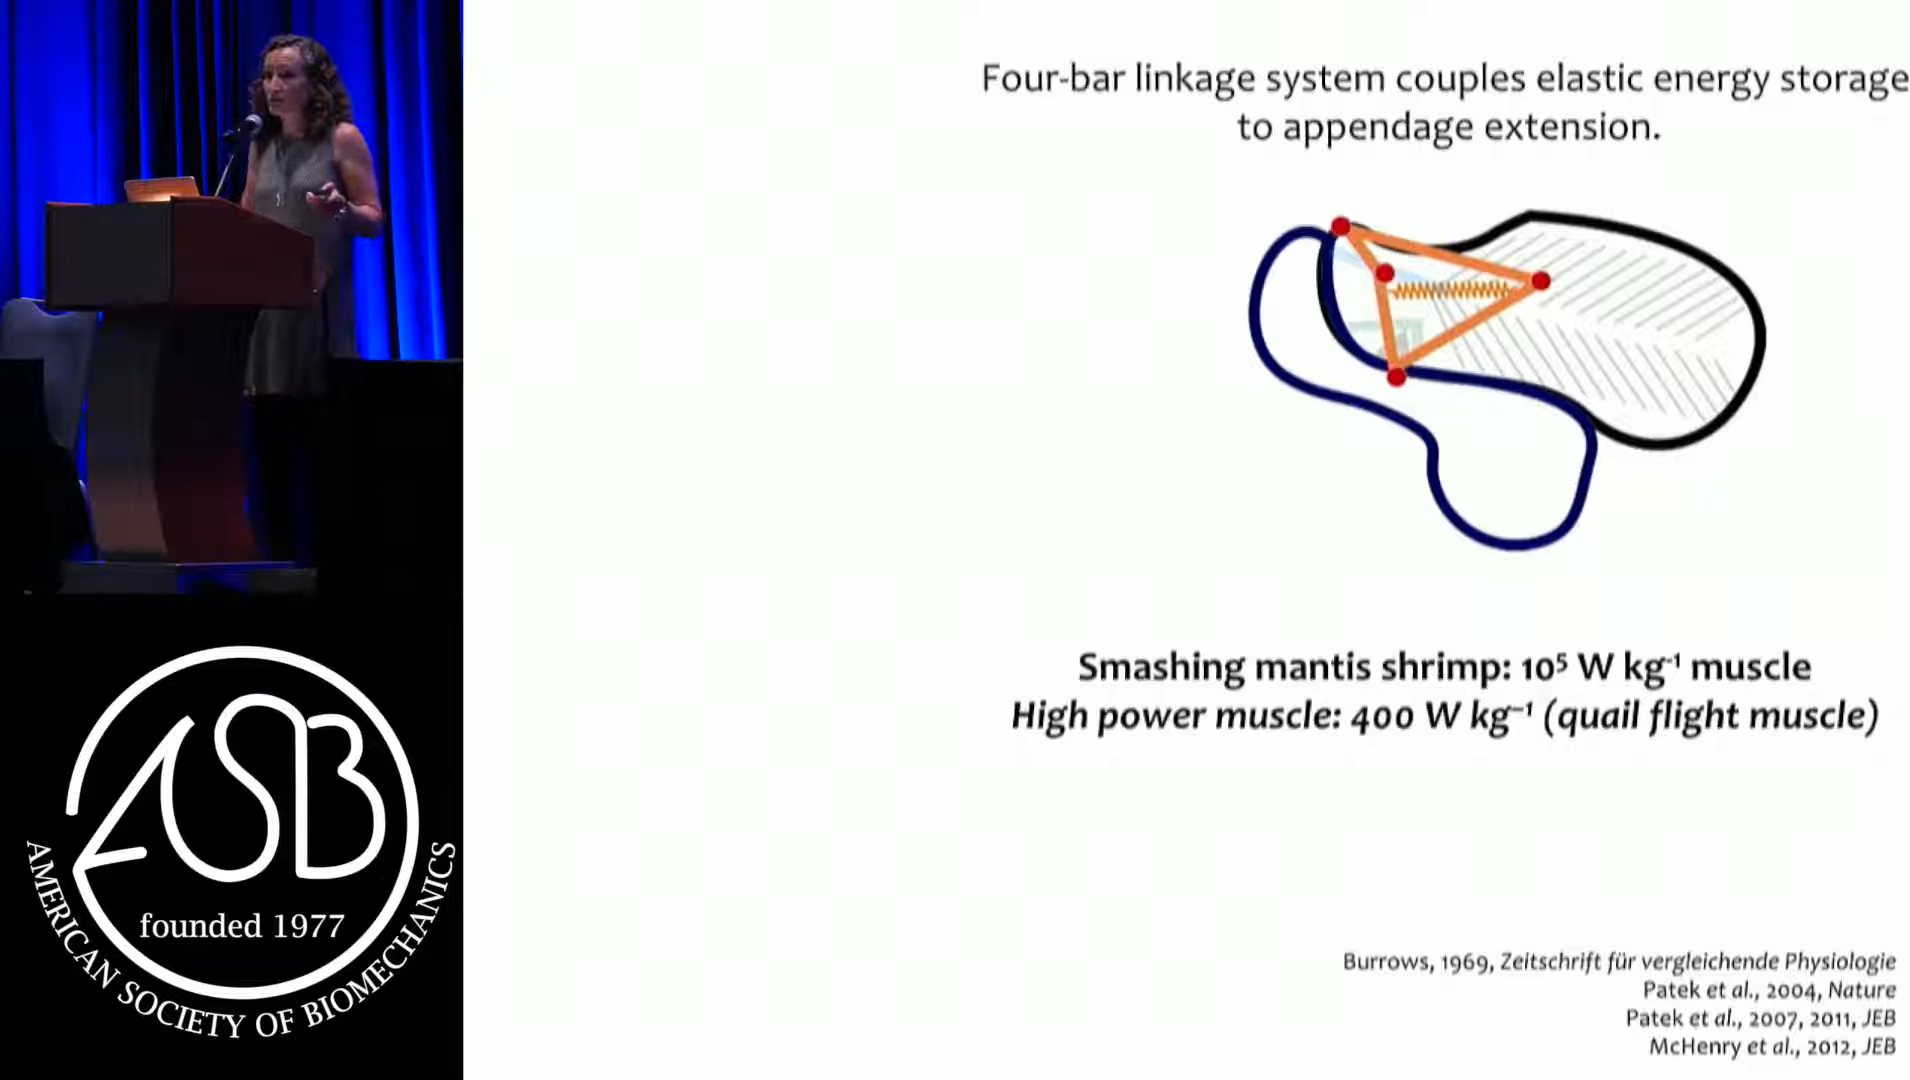 Four-bar linkage system couples elastic energy storage
to appendage extension.
Smashing mantis shrimp: 10⁵ W kg⁻¹ muscle
High power muscle: 400 W kg⁻¹ (quail flight muscle)
Burrows, 1969, Zeitschrift für vergleichende Physiologie
Patek et al., 2004, Nature
Patek et al., 2007, 2011, JEB
McHenry et al., 2012, JEB
ASB
founded 1977
AMERICAN SOCIETY OF BIOMECHANICS